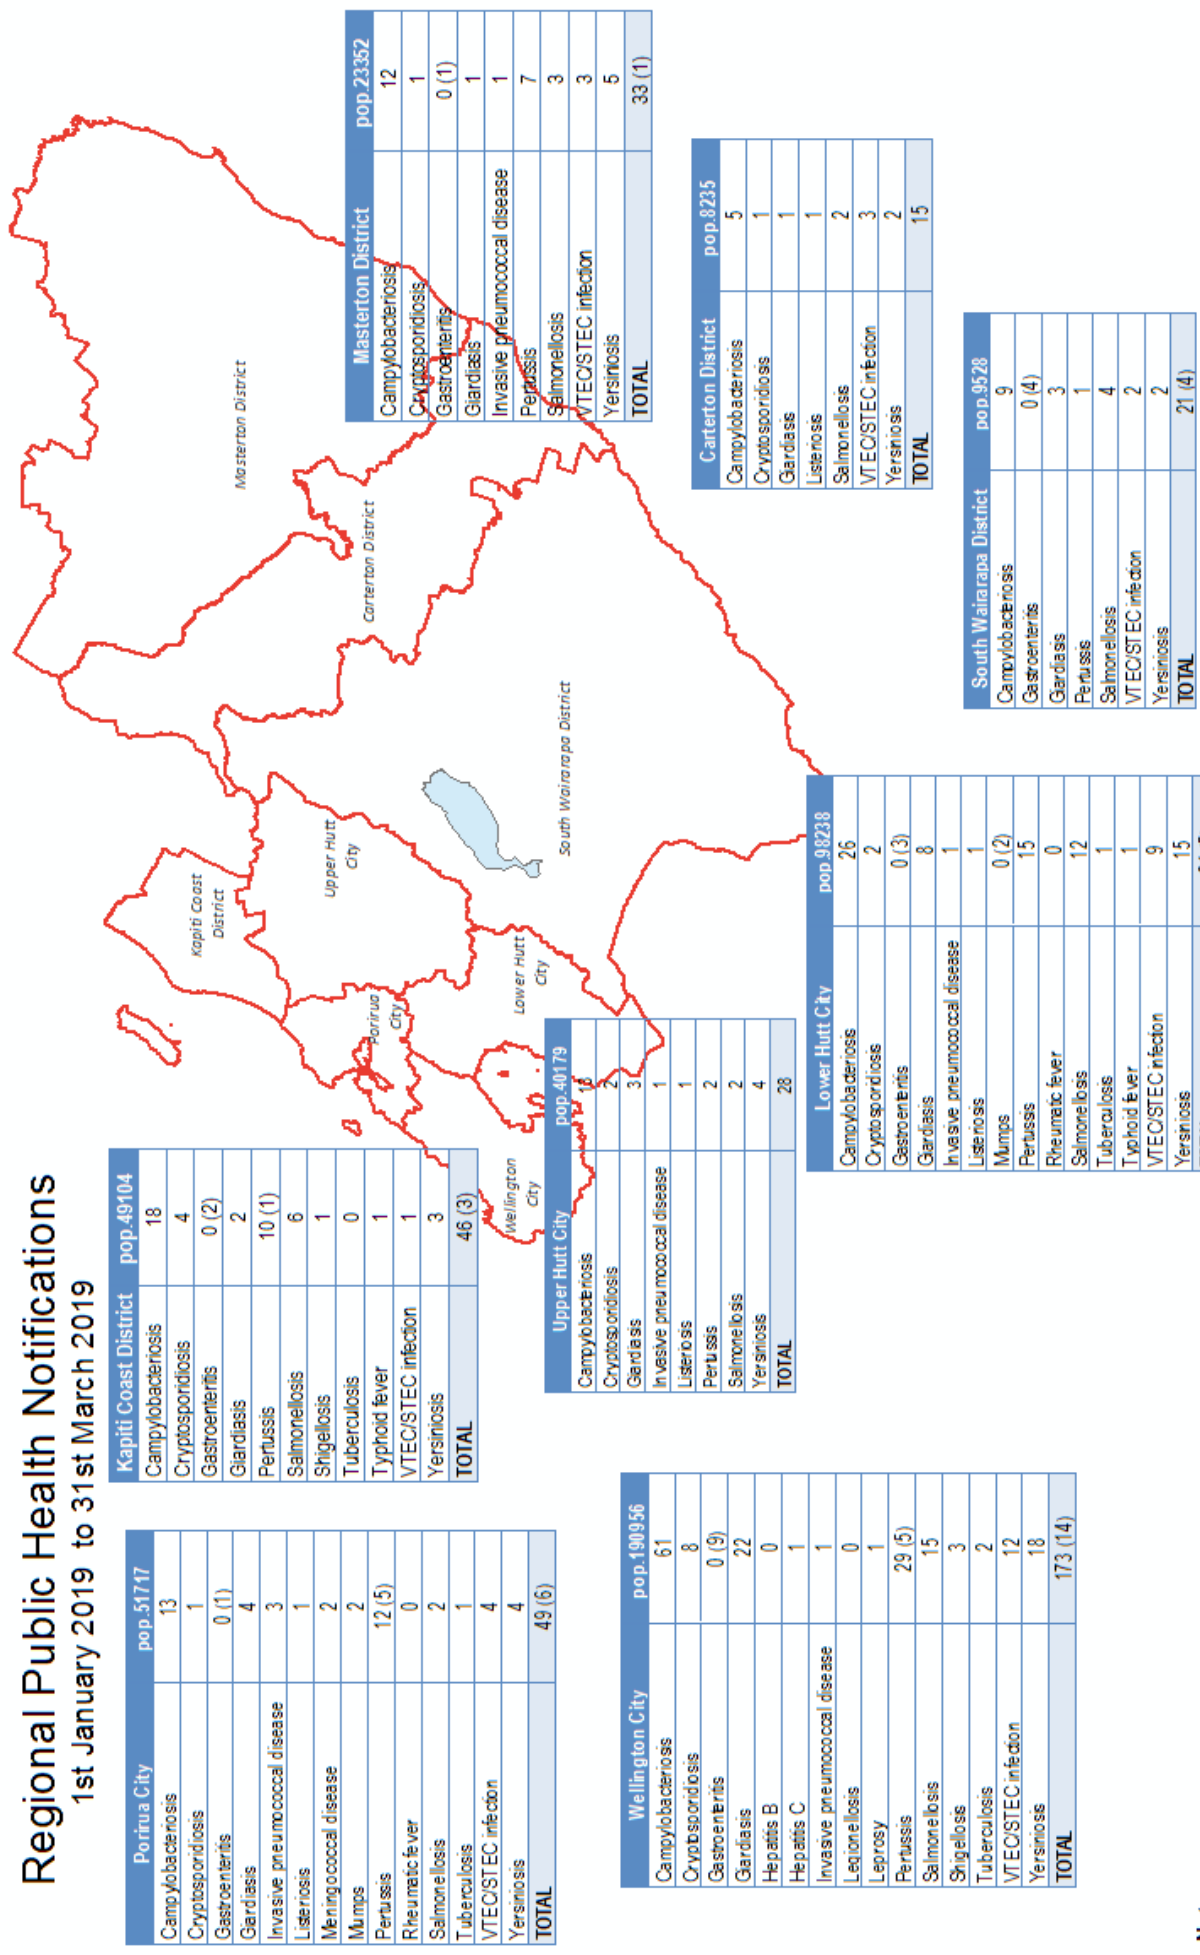 Regional Public Health Notifications
1st January 2019 to 31st March 2019
Porirua City pop.51717
Campylobacteriosis 13
Cryptosporidiosis 1
Gastroenteritis 0 (1)
Giardiasis 4
Invasive pneumococcal disease 3
Listeriosis 1
Meningococcal disease 2
Mumps 2
Pertussis 12 (5)
Rheumatic fever 0
Salmonellosis 2
Tuberculosis 1
VTEC/STEC infection 4
Yersiniosis 4
TOTAL 49 (6)
Kapiti Coast District pop.49104
Campylobacteriosis 18
Cryptosporidiosis 4
Gastroenteritis 0 (2)
Giardiasis 2
Pertussis 10 (1)
Salmonellosis 6
Shigellosis 1
Tuberculosis 0
Typhoid fever 1
VTEC/STEC infection 1
Yersiniosis 3
TOTAL 46 (3)
Masterton District pop.23352
Campylobacteriosis 12
Cryptosporidiosis 1
Gastroenteritis 0 (1)
Giardiasis 1
Invasive pneumococcal disease 1
Pertussis 7
Salmonellosis 3
VTEC/STEC infection 3
Yersiniosis 5
TOTAL 33 (1)
Kapiti Coast
District
Masterton District
Upper Hutt
City
Carterton District
Porirua
City
Lower Hutt
City
South Wairarapa District
Wellington
City
Wellington City pop.190956
Campylobacteriosis 61
Cryptosporidiosis 8
Gastroenteritis 0 (9)
Giardiasis 22
Hepatitis B 0
Hepatitis C 1
Invasive pneumococcal disease 1
Legionellosis 0
Leprosy 1
Pertussis 29 (5)
Salmonellosis 15
Shigellosis 3
Tuberculosis 2
VTEC/STEC infection 12
Yersiniosis 18
TOTAL 173 (14)
Upper Hutt City pop.40179
Campylobacteriosis 13
Cryptosporidiosis 2
Giardiasis 3
Invasive pneumococcal disease 1
Listeriosis 1
Pertussis 2
Salmonellosis 2
Yersiniosis 4
TOTAL 28
Lower Hutt City pop.98238
Campylobacteriosis 26
Cryptosporidiosis 2
Gastroenteritis 0 (3)
Giardiasis 8
Invasive pneumococcal disease 1
Listeriosis 1
Mumps 0 (2)
Pertussis 15
Rheumatic fever 0
Salmonellosis 12
Tuberculosis 1
Typhoid fever 1
VTEC/STEC infection 9
Yersiniosis 15
Carterton District pop.8235
Campylobacteriosis 5
Cryptosporidiosis 1
Giardiasis 1
Listeriosis 1
Salmonellosis 2
VTEC/STEC infection 3
Yersiniosis 2
TOTAL 15
South Wairarapa District pop.9528
Campylobacteriosis 9
Gastroenteritis 0 (4)
Giardiasis 3
Pertussis 1
Salmonellosis 4
VTEC/STEC infection 2
Yersiniosis 2
TOTAL 21 (4)